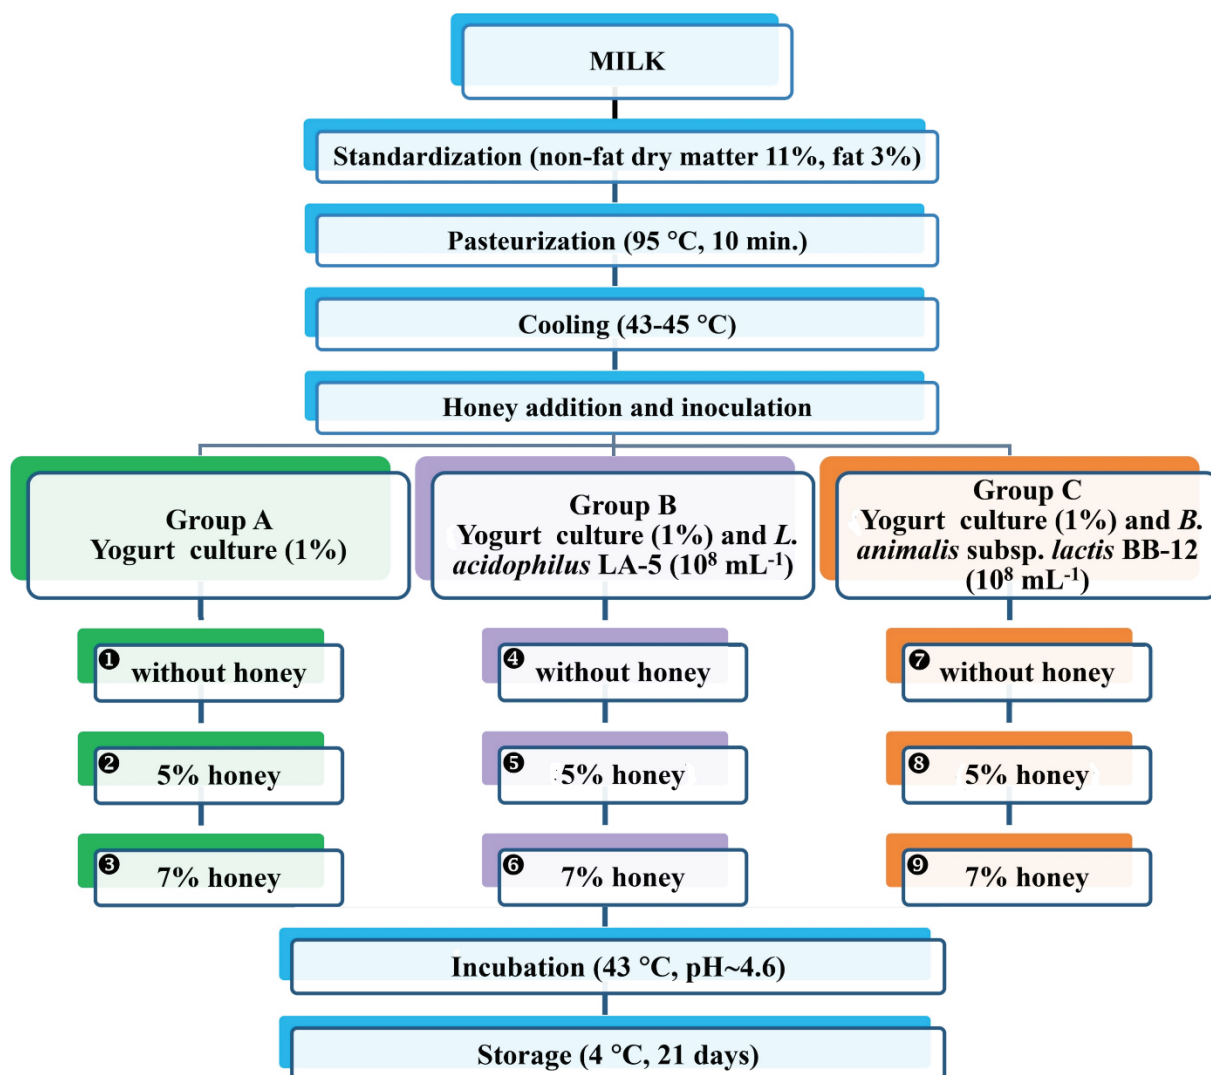 MILK
Standardization (non-fat dry matter 11%, fat 3%)
Pasteurization (95 °C, 10 min.)
Cooling (43-45 °C)
Honey addition and inoculation
Group A
Yogurt culture (1%)
Group B
Yogurt culture (1%) and L.
acidophilus LA-5 (10⁸ mL⁻¹)
Group C
Yogurt culture (1%) and B.
animalis subsp. lactis BB-12
(10⁸ mL⁻¹)
❶ without honey
❷ 5% honey
❸ 7% honey
❹ without honey
❺ 5% honey
❻ 7% honey
❼ without honey
❽ 5% honey
❾ 7% honey
Incubation (43 °C, pH~4.6)
Storage (4 °C, 21 days)